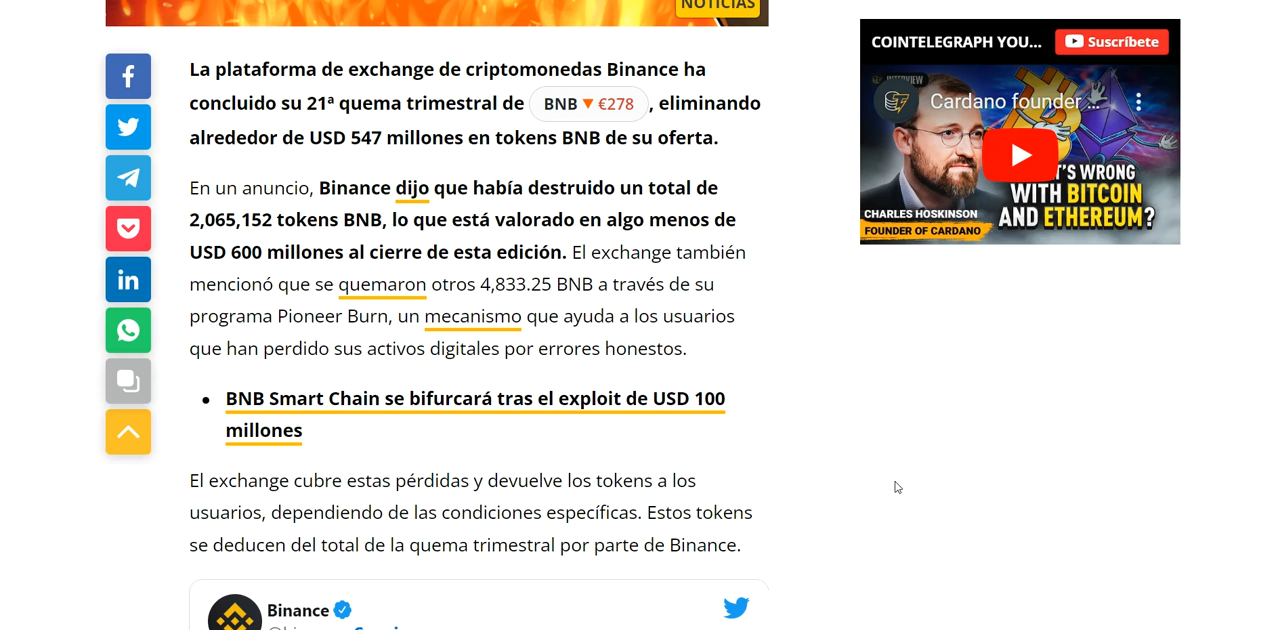 NOTICIAS
La plataforma de exchange de criptomonedas Binance ha
concluido su 21ª quema trimestral de BNB ▼ €278, eliminando
alrededor de USD 547 millones en tokens BNB de su oferta.
En un anuncio, Binance dijo que había destruido un total de
2,065,152 tokens BNB, lo que está valorado en algo menos de
USD 600 millones al cierre de esta edición. El exchange también
mencionó que se quemaron otros 4,833.25 BNB a través de su
programa Pioneer Burn, un mecanismo que ayuda a los usuarios
que han perdido sus activos digitales por errores honestos.
• BNB Smart Chain se bifurcará tras el exploit de USD 100
millones
El exchange cubre estas pérdidas y devuelve los tokens a los
usuarios, dependiendo de las condiciones específicas. Estos tokens
se deducen del total de la quema trimestral por parte de Binance.
Binance
COINTELEGRAPH YOU...
Suscríbete
INTERVIEW
Cardano founder ...
WRONG
WITH BITCOIN
AND ETHEREUM?
CHARLES HOSKINSON
FOUNDER OF CARDANO